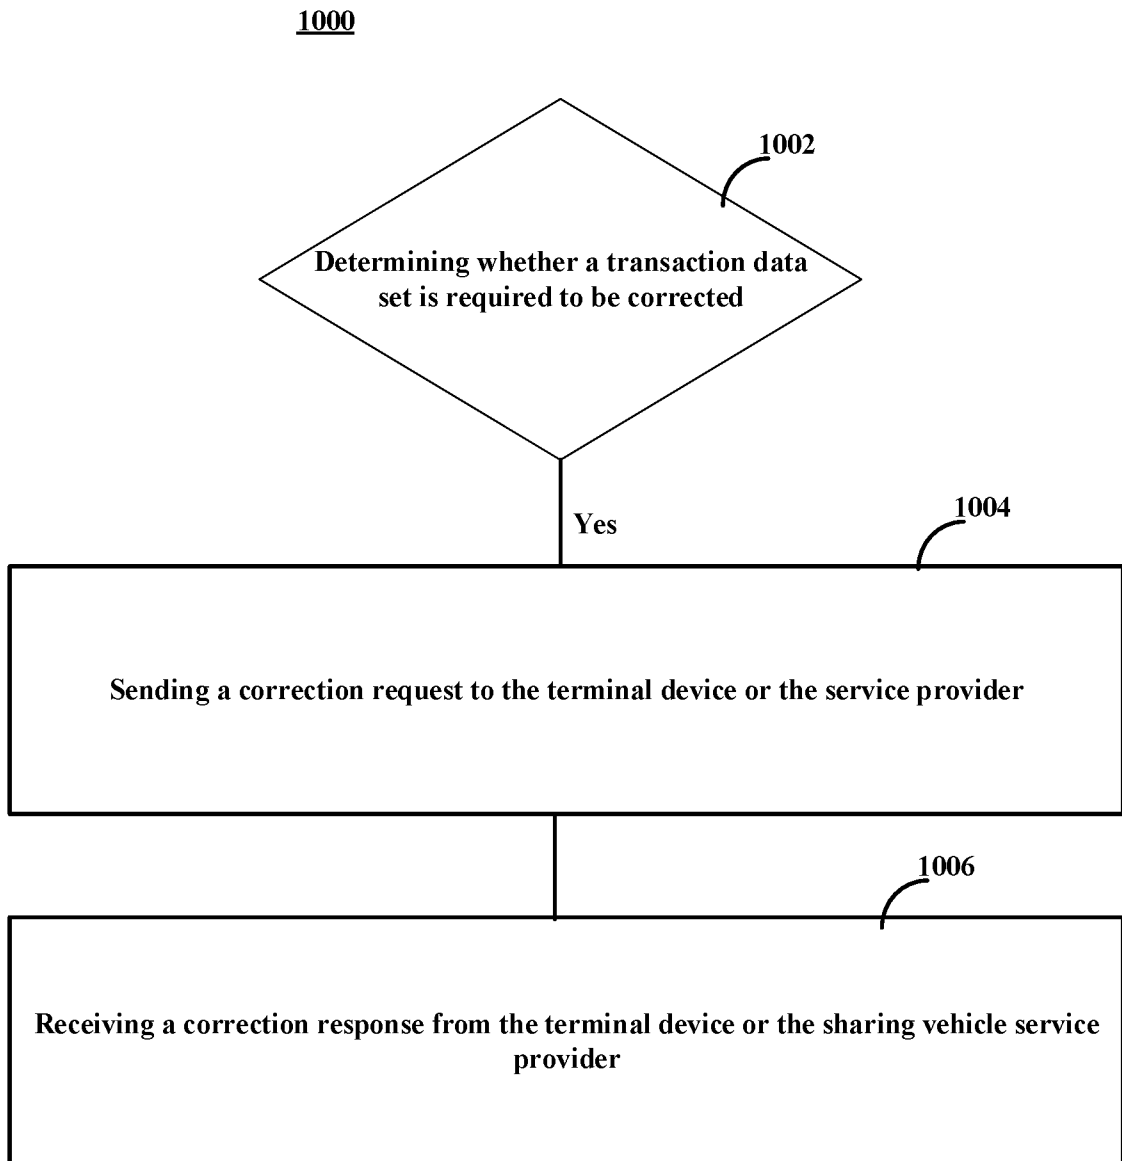 1000
1002
Determining whether a transaction data
set is required to be corrected
Yes
1004
Sending a correction request to the terminal device or the service provider
1006
Receiving a correction response from the terminal device or the sharing vehicle service
provider